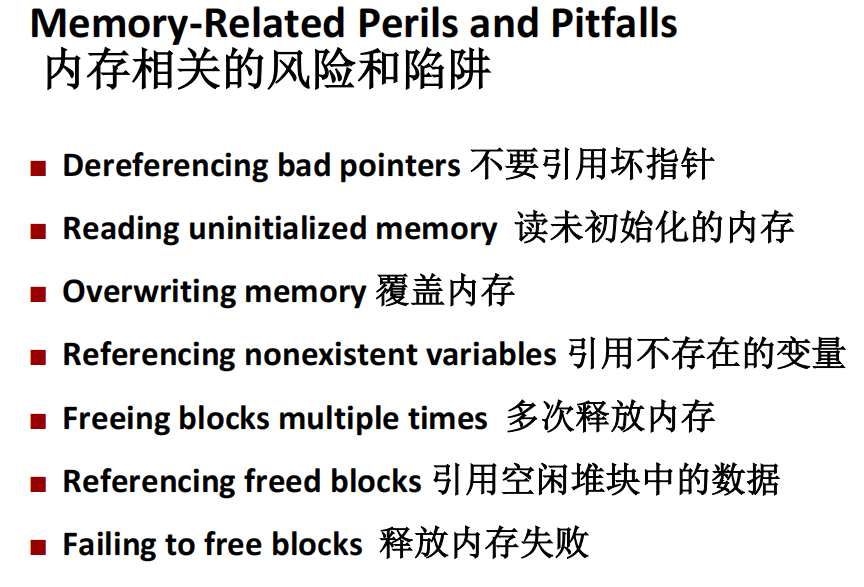 Memory-Related Perils and Pitfalls
内存相关的风险和陷阱
■ Dereferencing bad pointers 不要引用坏指针
■ Reading uninitialized memory 读未初始化的内存
■ Overwriting memory 覆盖内存
■ Referencing nonexistent variables 引用不存在的变量
■ Freeing blocks multiple times 多次释放内存
■ Referencing freed blocks 引用空闲堆块中的数据
■ Failing to free blocks 释放内存失败